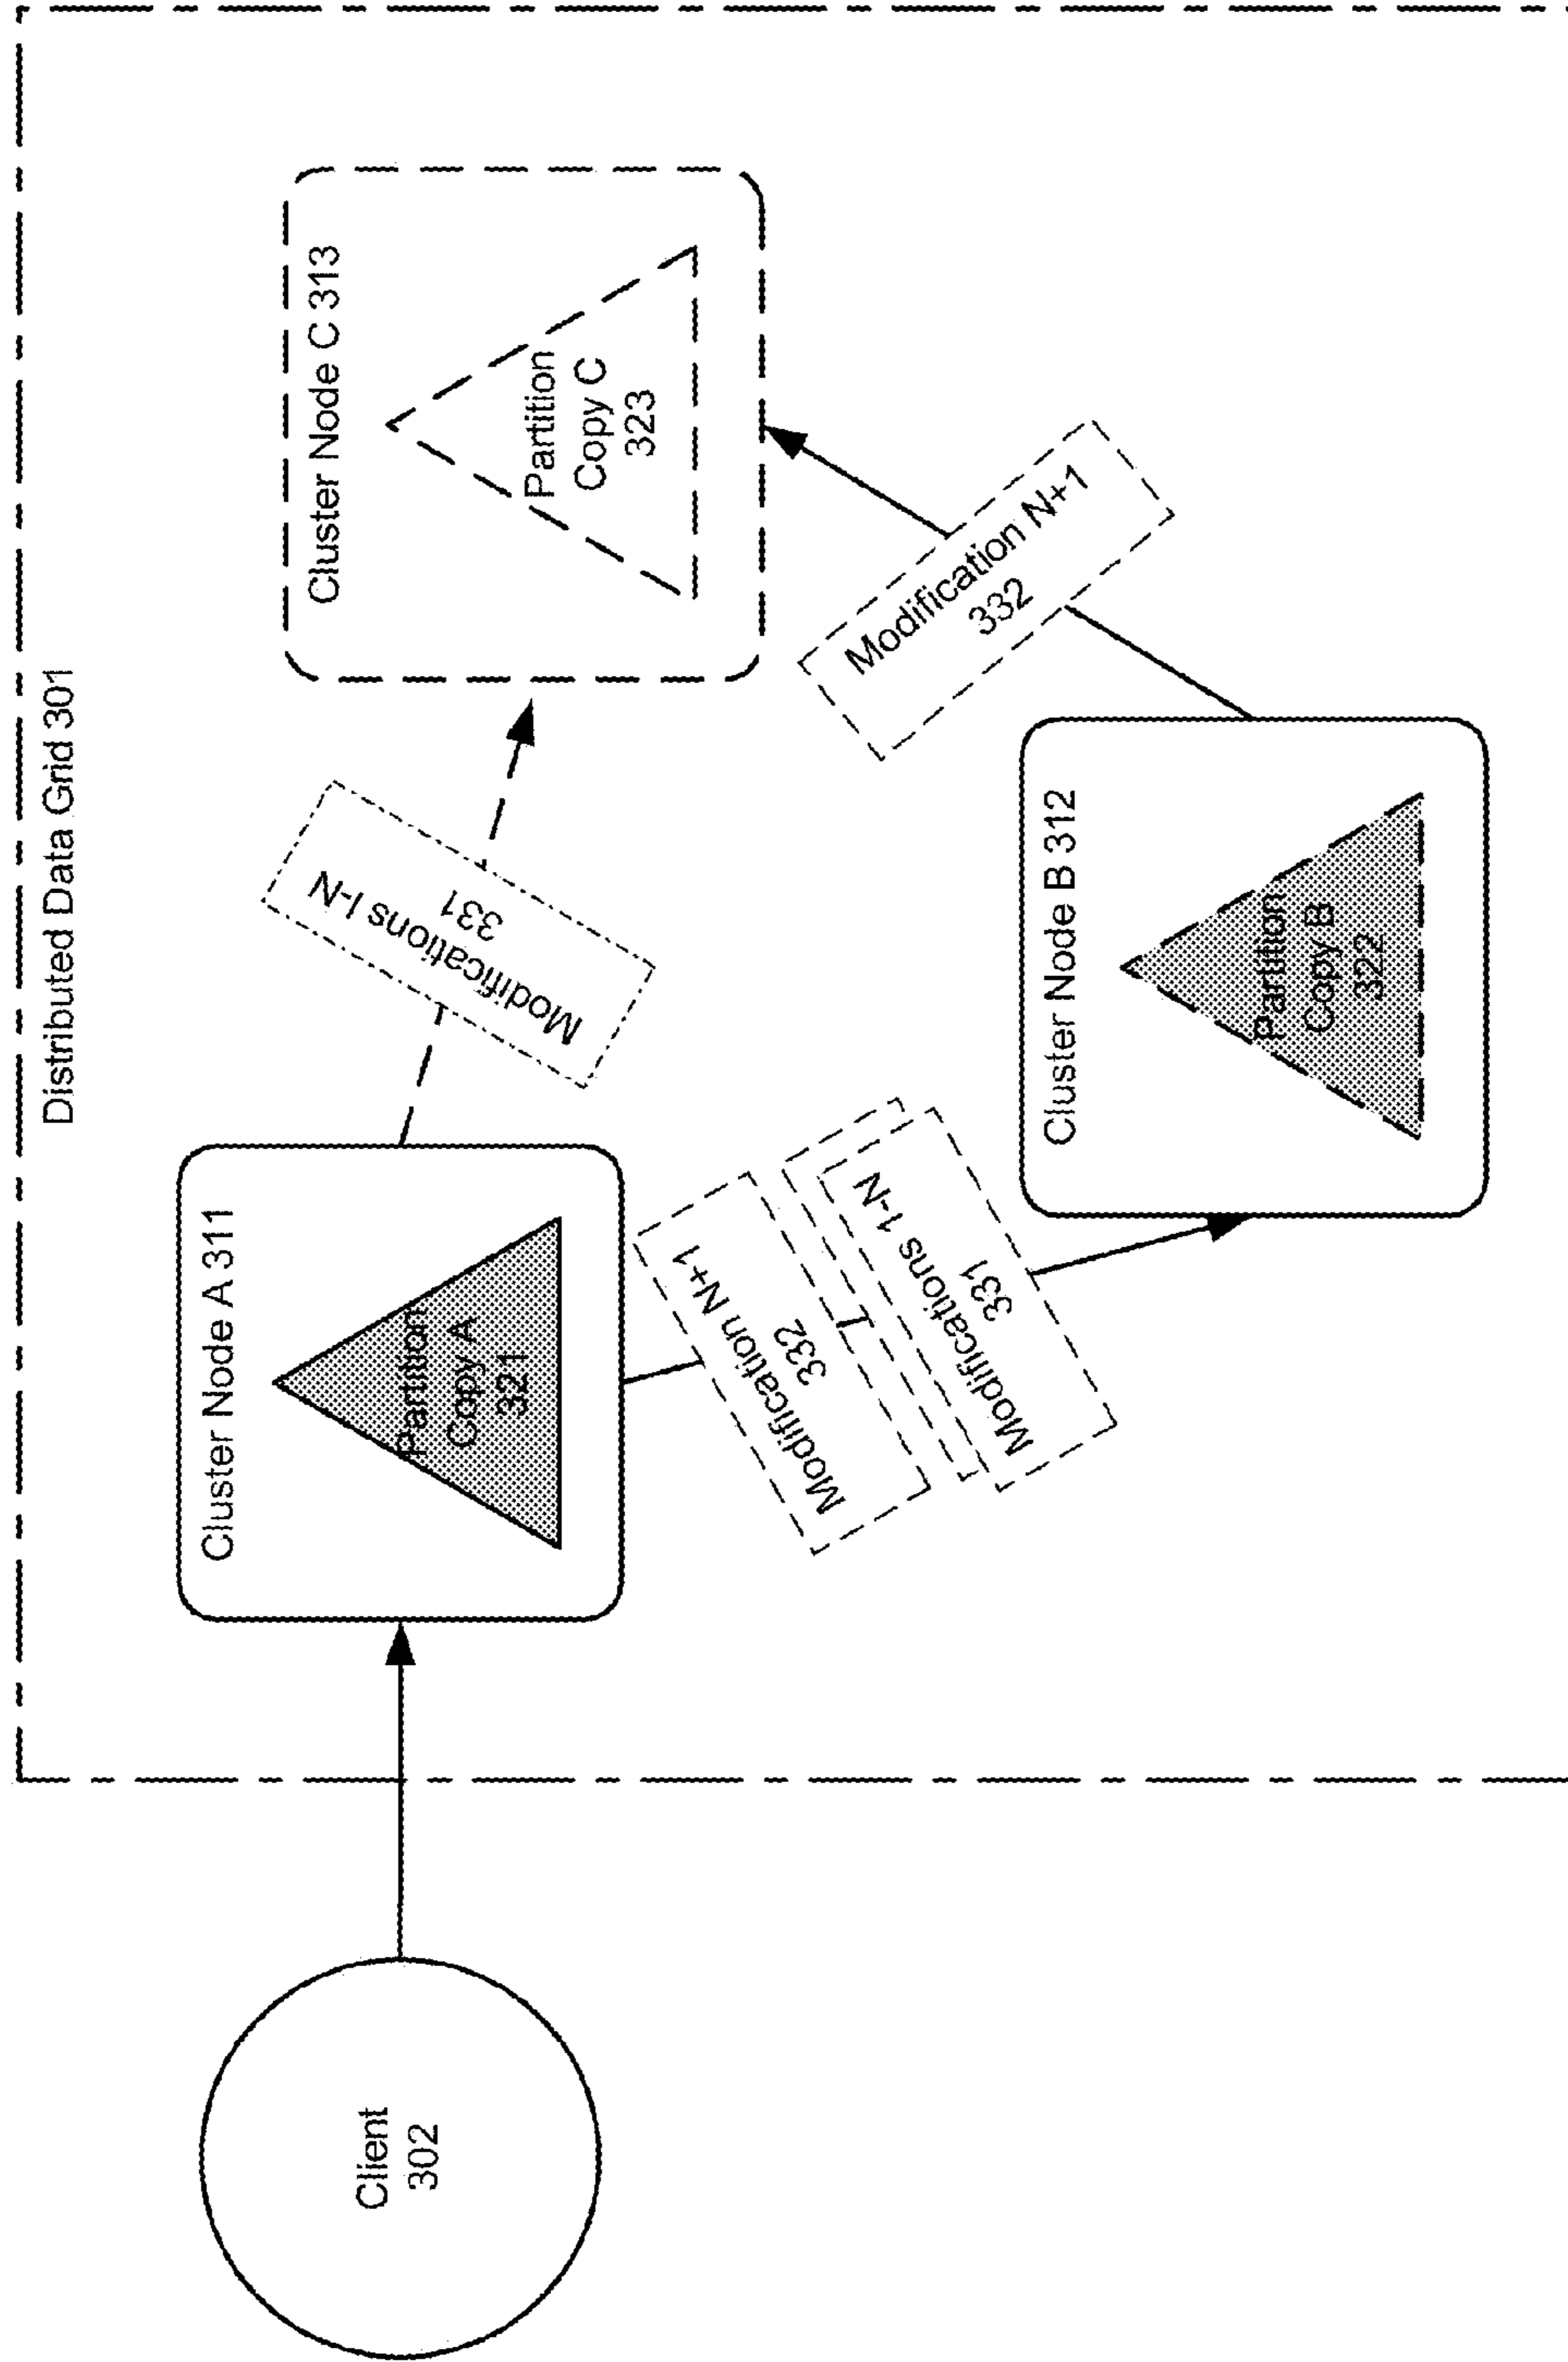 Distributed Data Grid 301
Client
302
Cluster Node A 311
Partition
Copy A
321
Modifications 1-N
331
Cluster Node C 313
Partition
Copy C
323
Modification N+1
332
Modifications 1-N
331
Cluster Node B 312
Partition
Copy B
322
Modification N+1
332